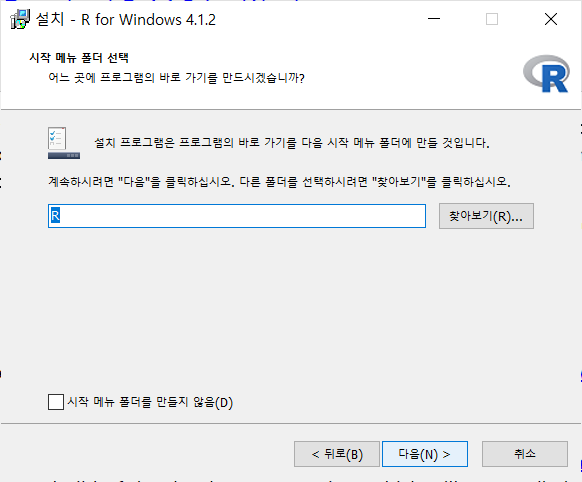 설치 - R for Windows 4.1.2
시작 메뉴 폴더 선택
어느 곳에 프로그램의 바로 가기를 만드시겠습니까?
R
설치 프로그램은 프로그램의 바로 가기를 다음 시작 메뉴 폴더에 만들 것입니다.
계속하시려면 "다음"을 클릭하십시오. 다른 폴더를 선택하시려면 "찾아보기"를 클릭하십시오.
R
찾아보기(R)...
시작 메뉴 폴더를 만들지 않음(D)
< 뒤로(B)
다음(N) >
취소